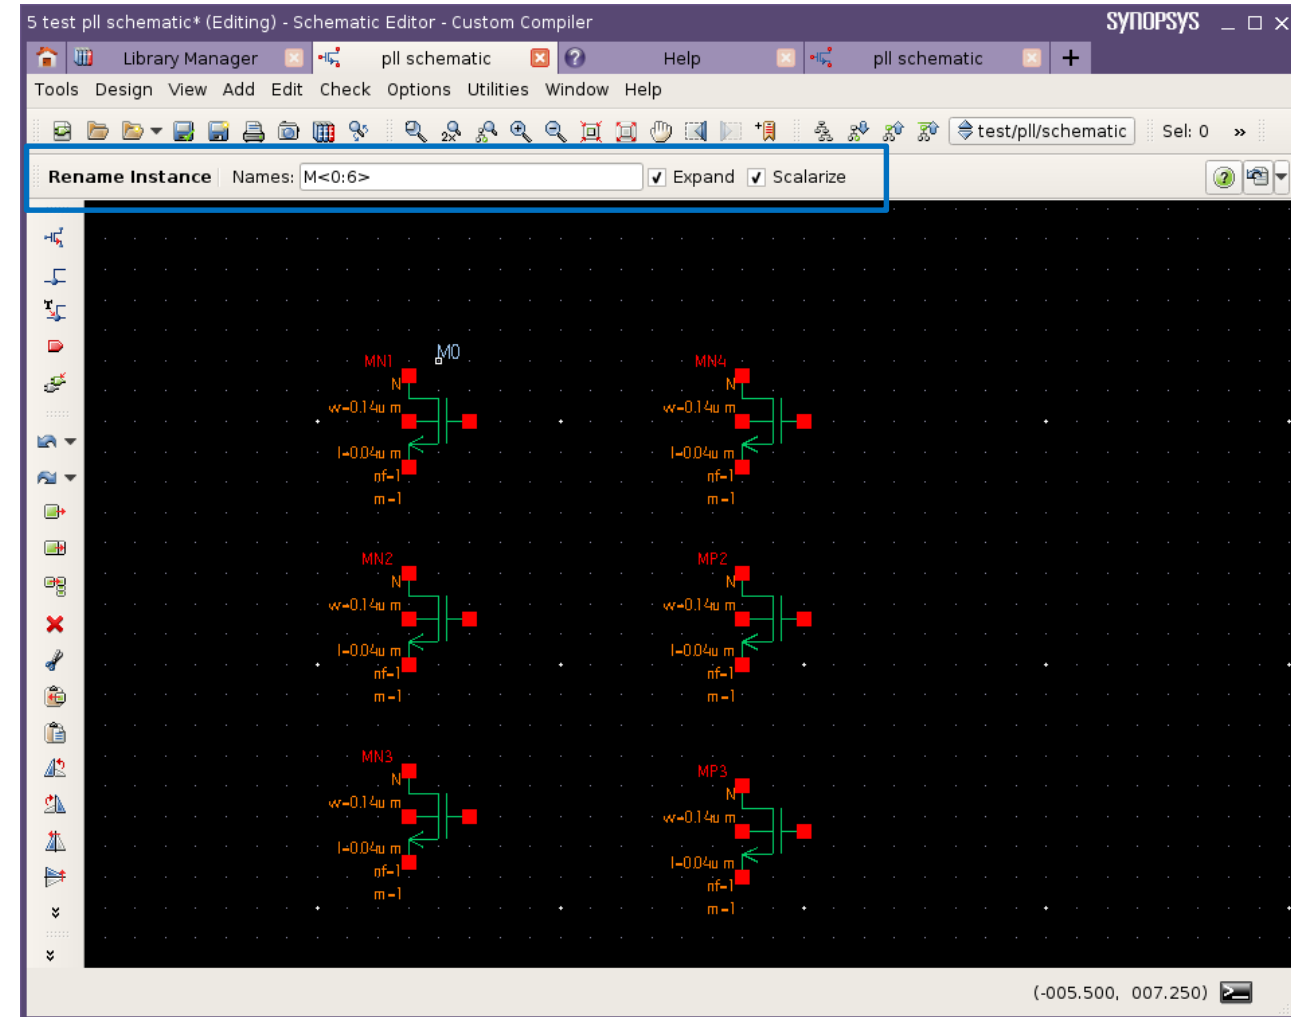 5 test pll schematic* (Editing) - Schematic Editor - Custom Compiler
SYNOPSYS
Library Manager
pll schematic
Help
pll schematic
Tools Design View Add Edit Check Options Utilities Window Help
2x
test/pll/schematic
Sel: 0 »
Rename Instance Names: M<0:6> Expand Scalarize
T
M0
MN1
N
w=0.14u m
l=0.04u m
nf=1
m=1
MN4
N
w=0.14u m
l=0.04u m
nf=1
m=1
MN2
N
w=0.14u m
l=0.04u m
nf=1
m=1
MP2
N
w=0.14u m
l=0.04u m
nf=1
m=1
MN3
N
w=0.14u m
l=0.04u m
nf=1
m=1
MP3
N
w=0.14u m
l=0.04u m
nf=1
m=1
(-005.500, 007.250)